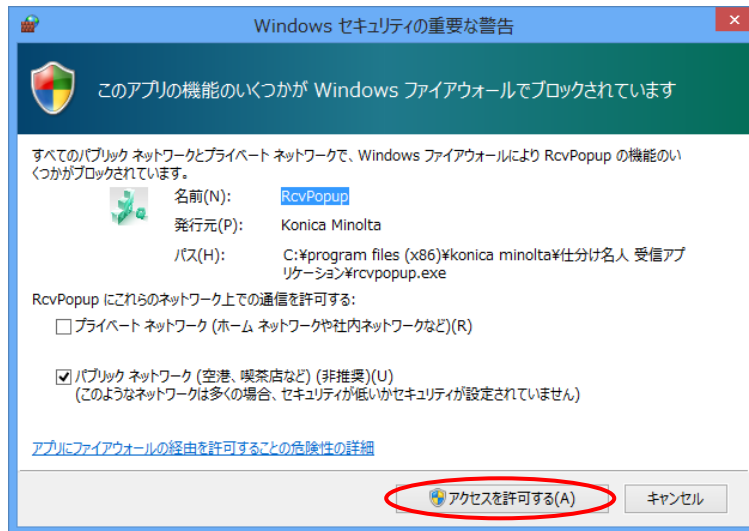 Windows セキュリティの重要な警告
このアプリの機能のいくつかが Windows ファイアウォールでブロックされています
すべてのパブリック ネットワークとプライベート ネットワークで、Windows ファイアウォールにより RcvPopup の機能のい
くつかがブロックされています。
名前(N): RcvPopup
発行元(P): Konica Minolta
パス(H): C:¥program files (x86)¥konica minolta¥仕分け名人 受信アプ
リケーション¥rcvpopup.exe
RcvPopup にこれらのネットワーク上での通信を許可する:
プライベート ネットワーク (ホーム ネットワークや社内ネットワークなど)(R)
パブリック ネットワーク (空港、喫茶店など) (非推奨)(U)
(このようなネットワークは多くの場合、セキュリティが低いかセキュリティが設定されていません)
アプリにファイアウォールの経由を許可することの危険性の詳細
アクセスを許可する(A) キャンセル